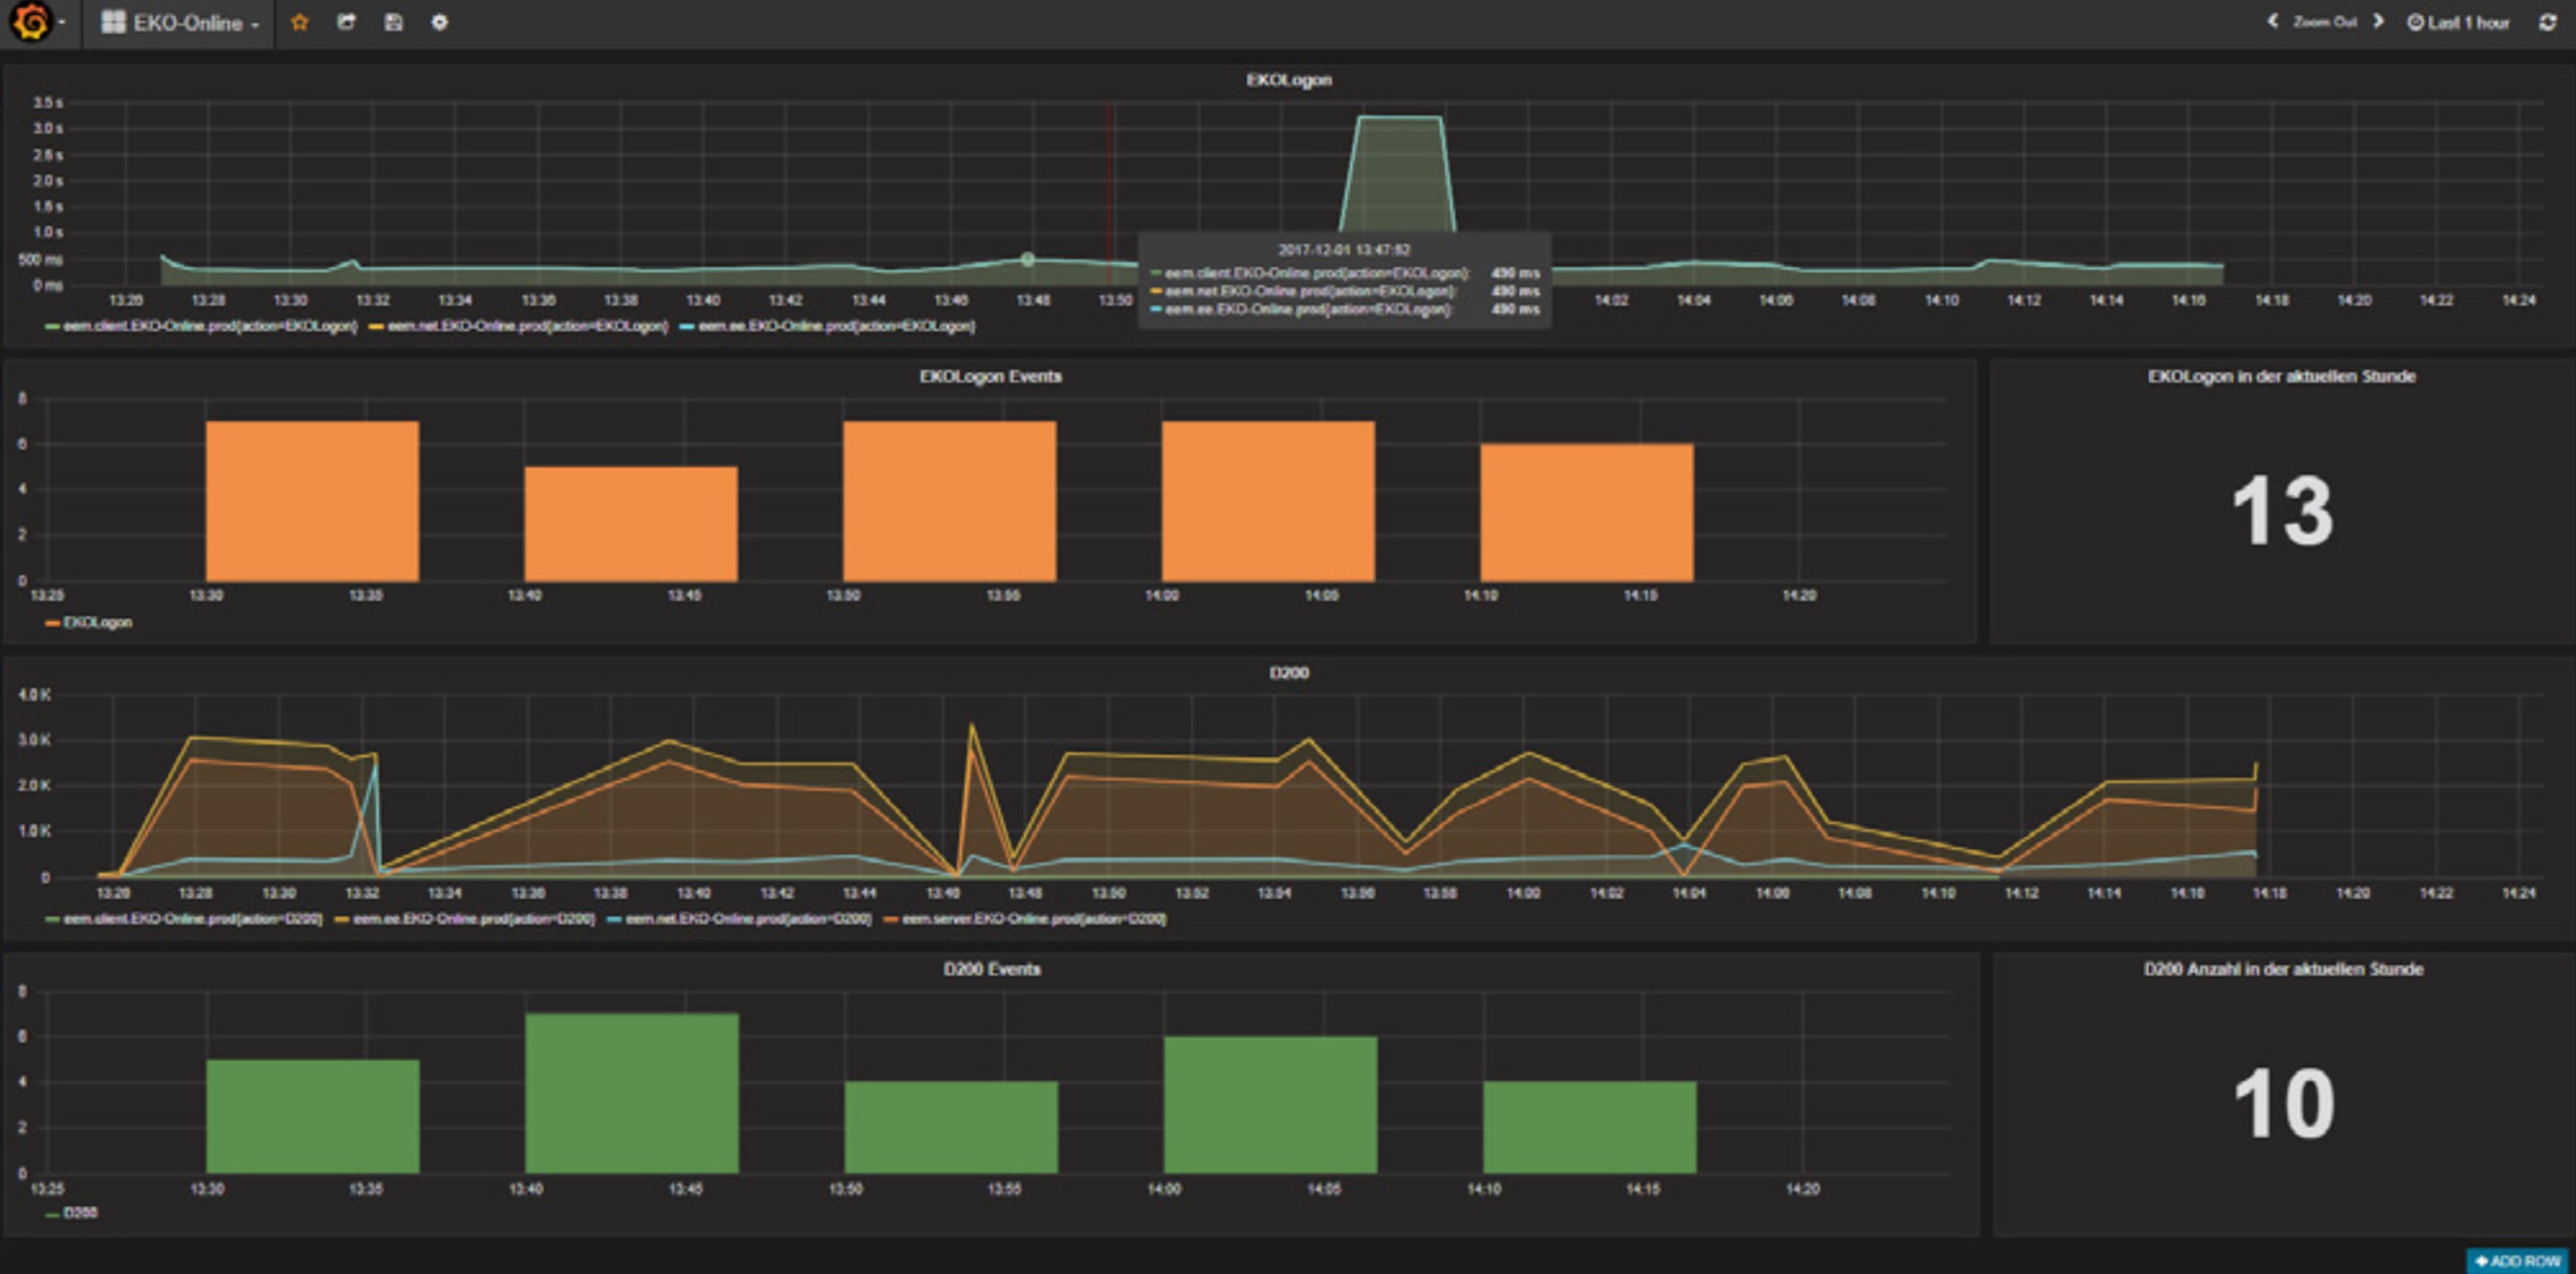 EKO-Online
Zoom Out
Last 1 hour
EKOLogon
3.5 s
3.0 s
2.5 s
2.0 s
1.5 s
1.0 s
500 ms
0 ms
13:26 13:28 13:30 13:32 13:34 13:36 13:38 13:40 13:42 13:44 13:46 13:48 13:50 14:02 14:04 14:06 14:08 14:10 14:12 14:14 14:16 14:18 14:20 14:22 14:24
2017-12-01 13:47:52
eem.client.EKO-Online.prod{action=EKOLogon}: 490 ms
eem.net.EKO-Online.prod{action=EKOLogon}: 490 ms
eem.ee.EKO-Online.prod{action=EKOLogon}: 490 ms
eem.client.EKO-Online.prod{action=EKOLogon} eem.net.EKO-Online.prod{action=EKOLogon} eem.ee.EKO-Online.prod{action=EKOLogon}
EKOLogon Events
8
6
4
2
0
13:25 13:30 13:35 13:40 13:45 13:50 13:55 14:00 14:05 14:10 14:15 14:20
EKOLogon
EKOLogon in der aktuellen Stunde
13
D200
4.0 K
3.0 K
2.0 K
1.0 K
0
13:26 13:28 13:30 13:32 13:34 13:36 13:38 13:40 13:42 13:44 13:46 13:48 13:50 13:52 13:54 13:56 13:58 14:00 14:02 14:04 14:06 14:08 14:10 14:12 14:14 14:16 14:18 14:20 14:22 14:24
eem.client.EKO-Online.prod{action=D200} eem.ee.EKO-Online.prod{action=D200} eem.net.EKO-Online.prod{action=D200} eem.server.EKO-Online.prod{action=D200}
D200 Events
8
6
4
2
0
13:25 13:30 13:35 13:40 13:45 13:50 13:55 14:00 14:05 14:10 14:15 14:20
D200
D200 Anzahl in der aktuellen Stunde
10
ADD ROW